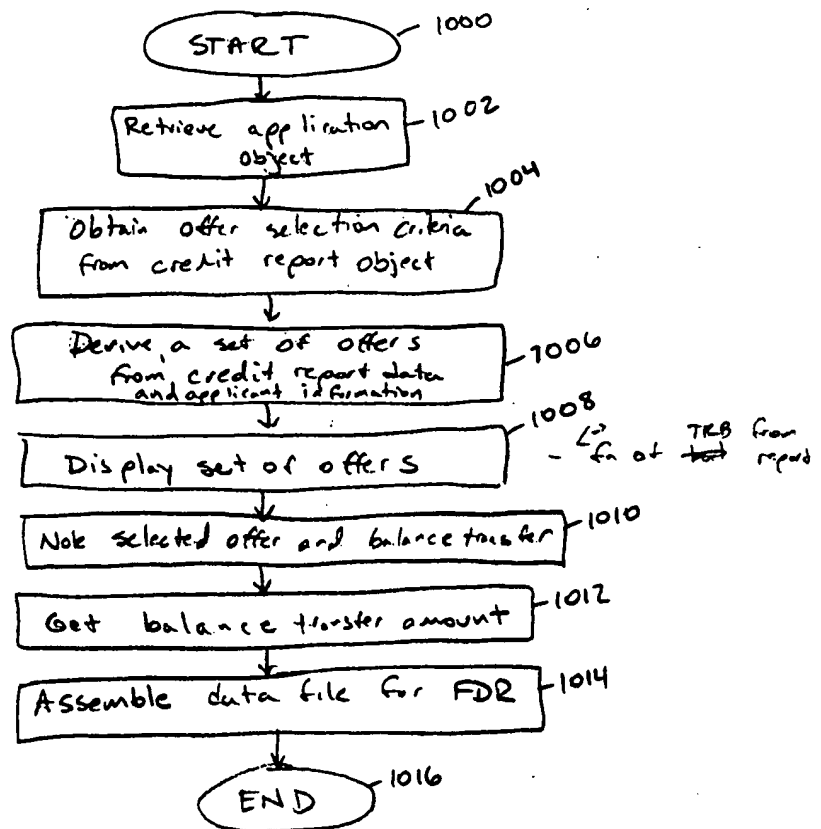 START
1000
Retrieve application
object
1002
1004
Obtain offer selection criteria
from credit report object
Derive a set of offers
from credit report data
and applicant information
1006
1008
Display set of offers
fn of TRB from
report
Note selected offer and balance transfer
1010
Get balance transfer amount
1012
Assemble data file for FDR
1014
1016
END